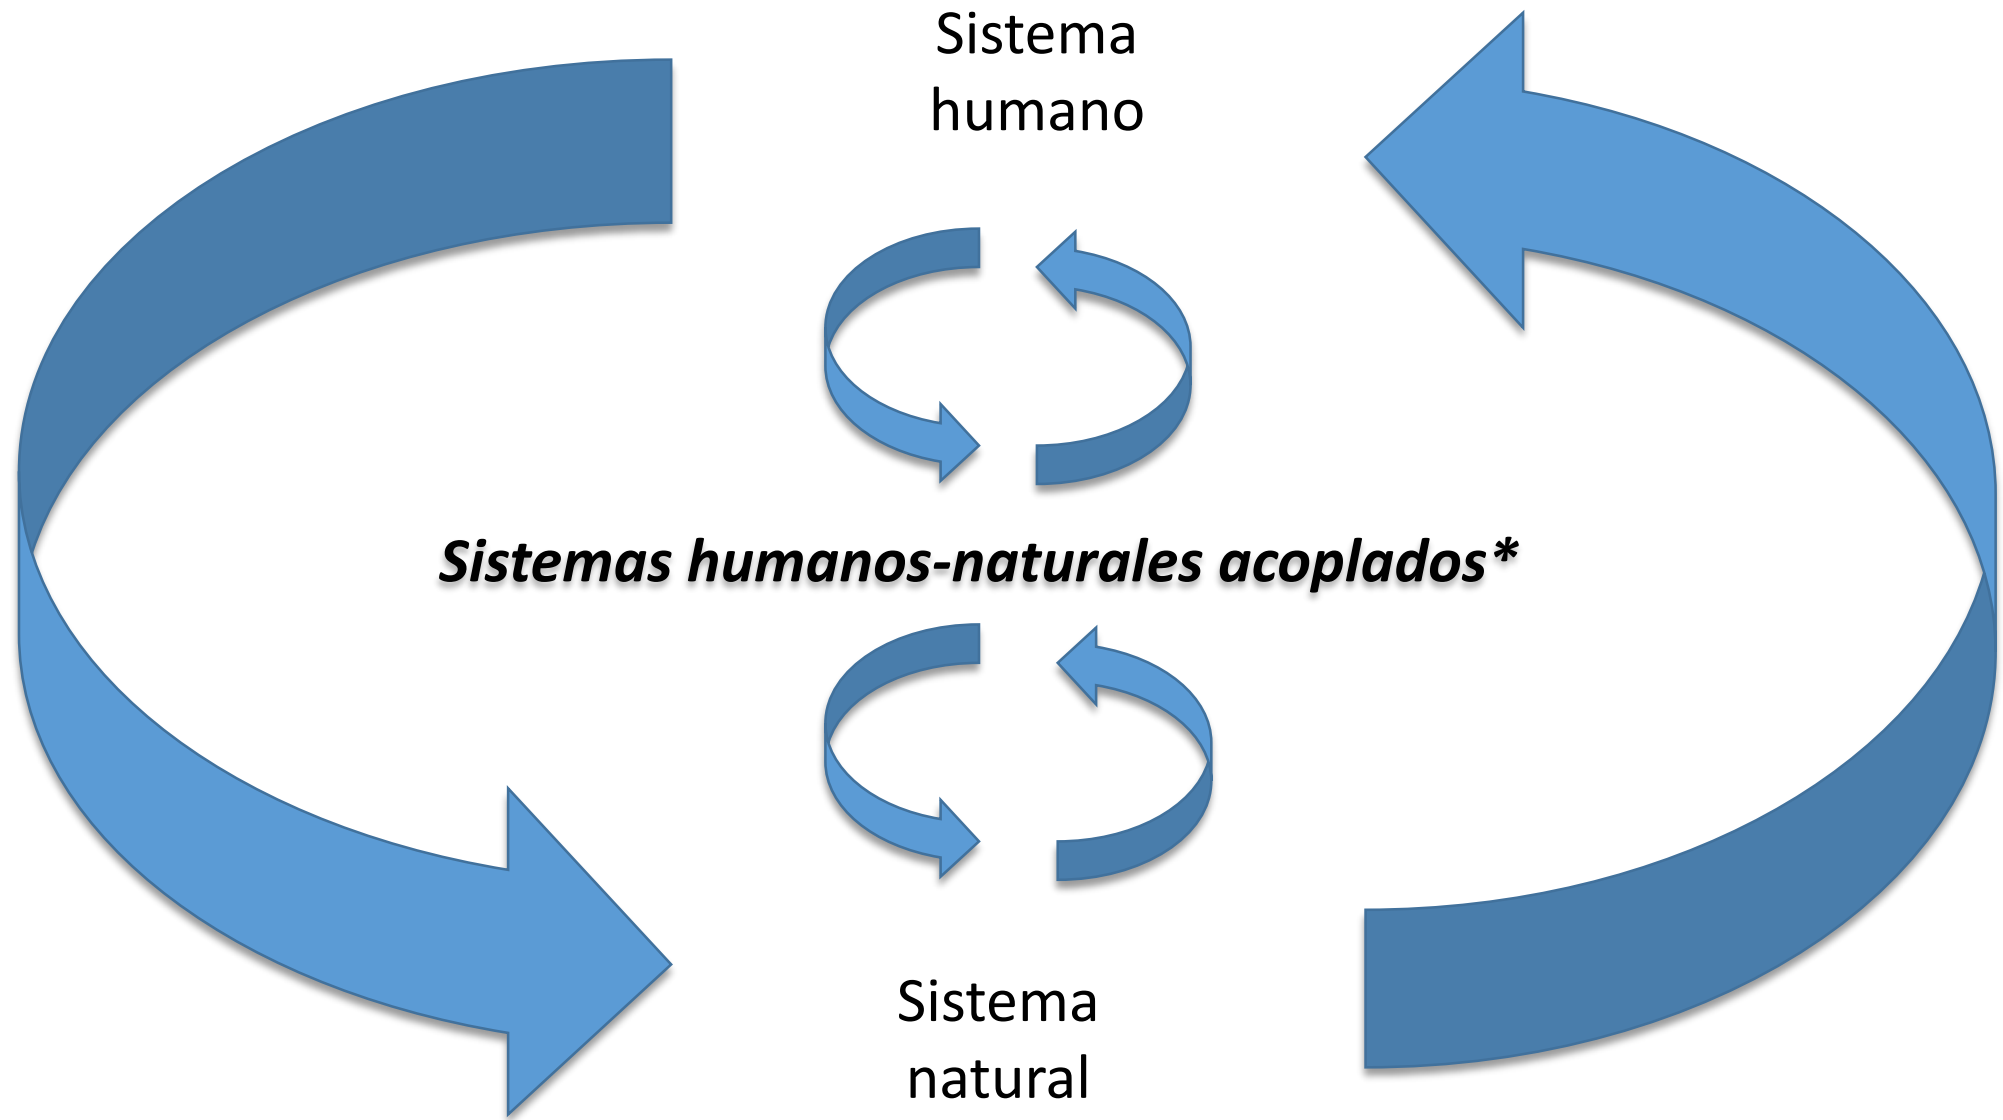 Sistema
humano
Sistemas humanos-naturales acoplados*
Sistema
natural